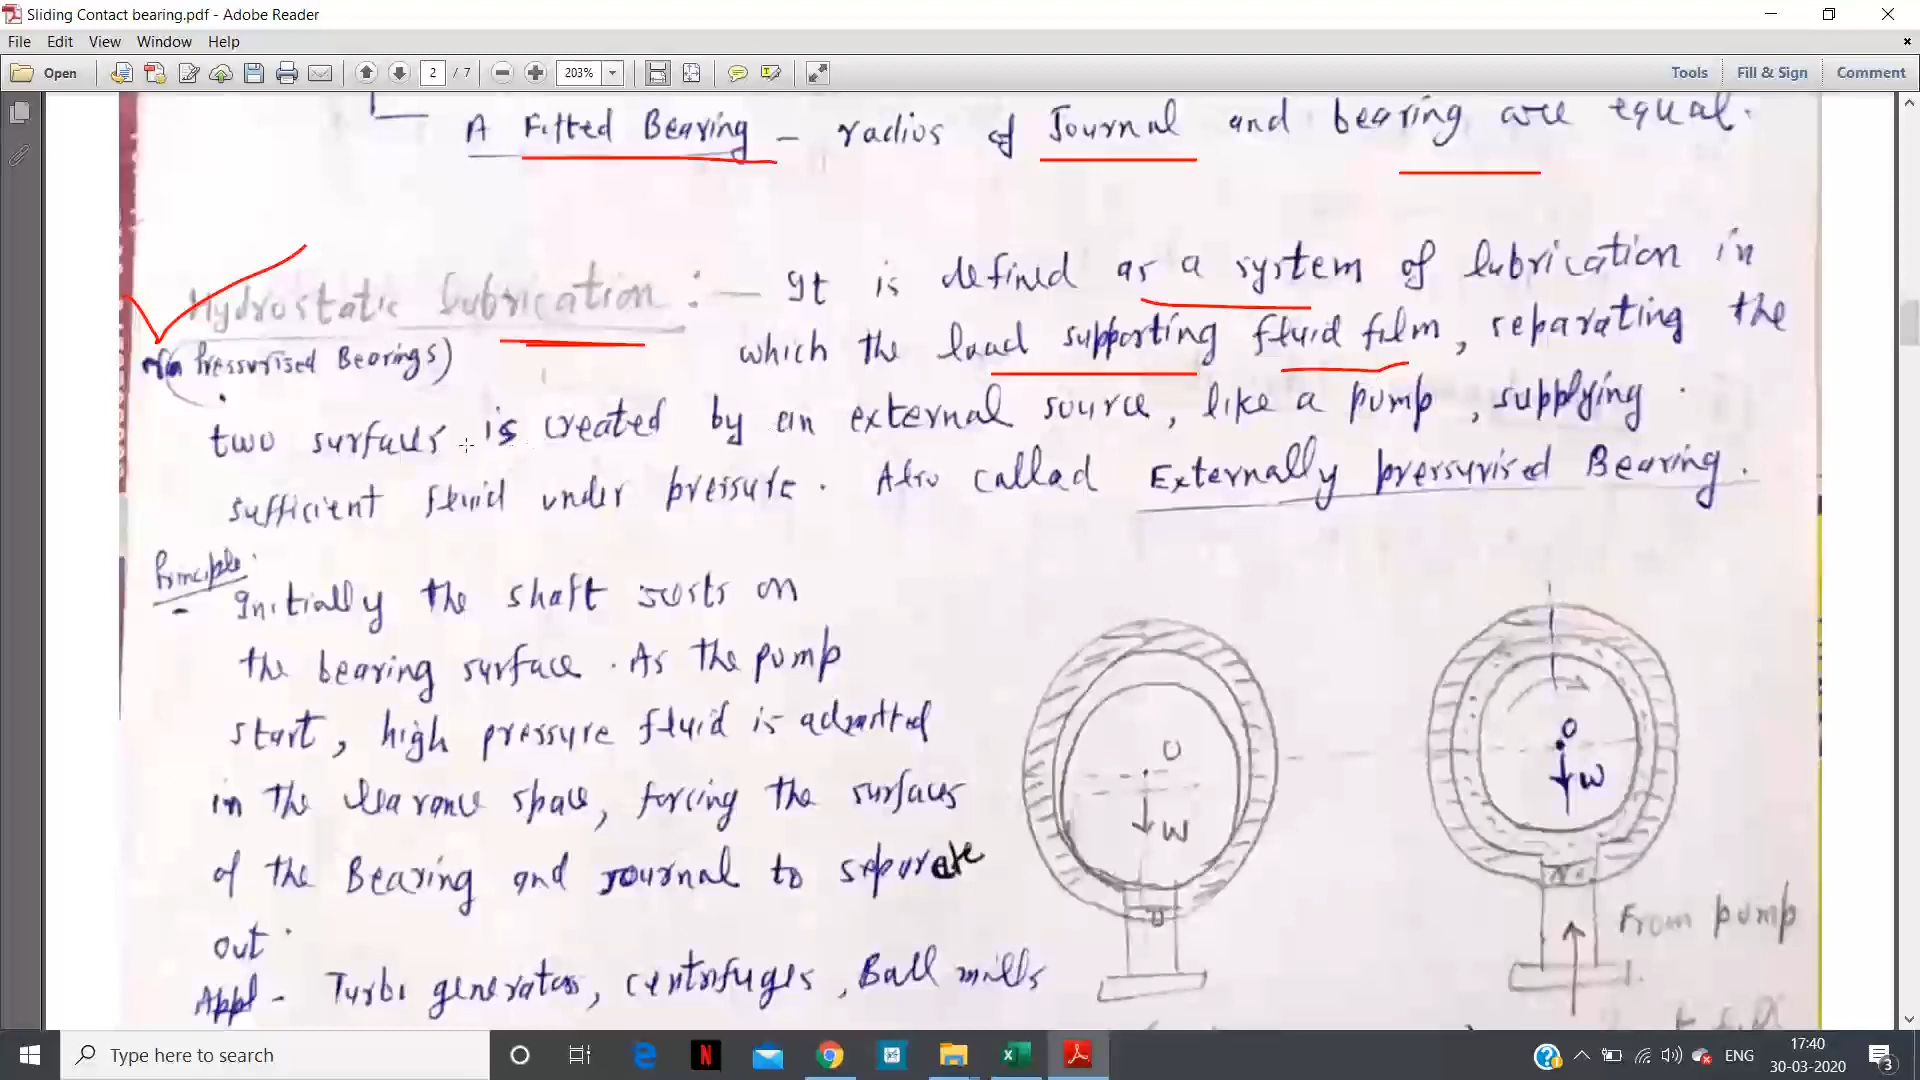 Sliding Contact bearing.pdf - Adobe Reader
File Edit View Window Help
Open 2 / 7 203% Tools Fill & Sign Comment
A Fitted Bearing - radius of Journal and bearing are equal.
Hydrostatic Lubrication :- It is defined as a system of lubrication in
(Pressurised Bearings) which the load supporting fluid film, separating the
two surfaces is created by an external source, like a pump, supplying
sufficient fluid under pressure. Also called Externally pressurised Bearing.
Principle
- Initially the shaft rests on
the bearing surface. As the pump
start, high pressure fluid is admitted
in the clearance space, forcing the surfaces
of the Bearing and Journal to separate
out.
Appl - Turbo generators, centrifuges, Ball mills
O
W
O
W
From pump
Type here to search
ENG
17:40
30-03-2020
3